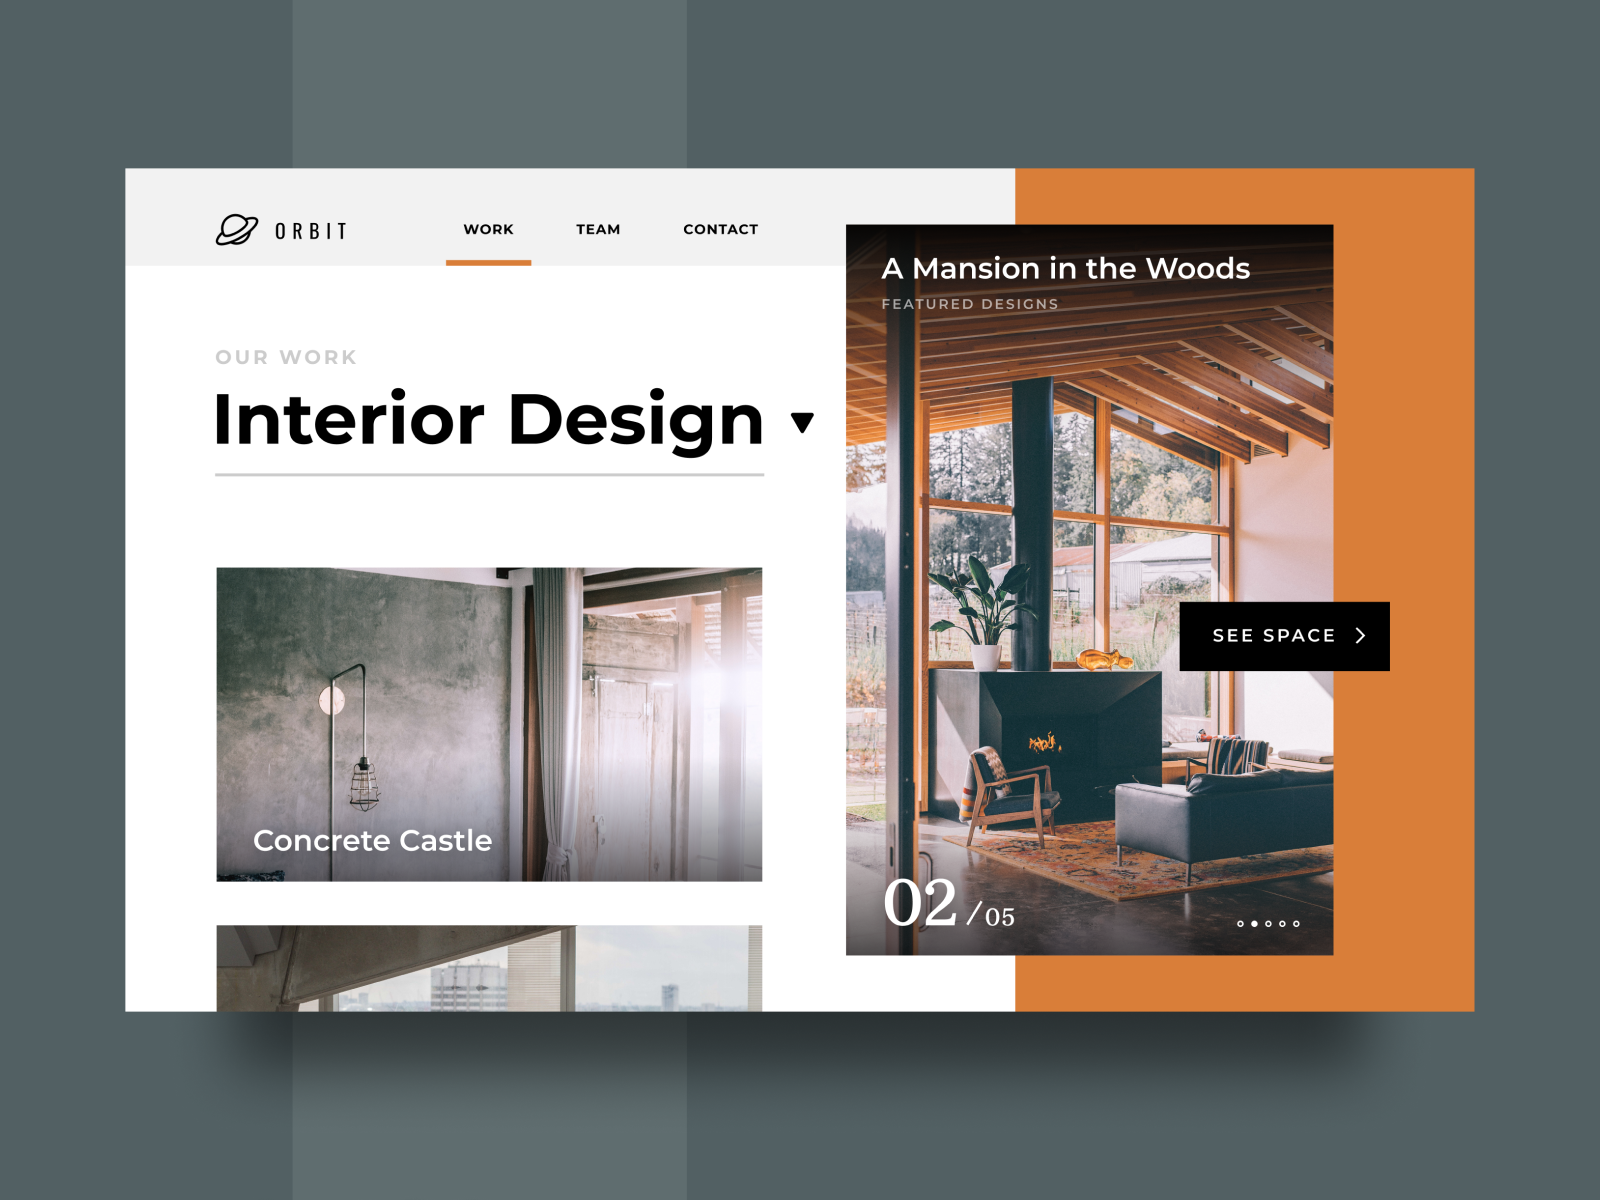 ORBIT
WORK
TEAM
CONTACT
OUR WORK
Interior Design
Concrete Castle
A Mansion in the Woods
FEATURED DESIGNS
SEE SPACE
02/05